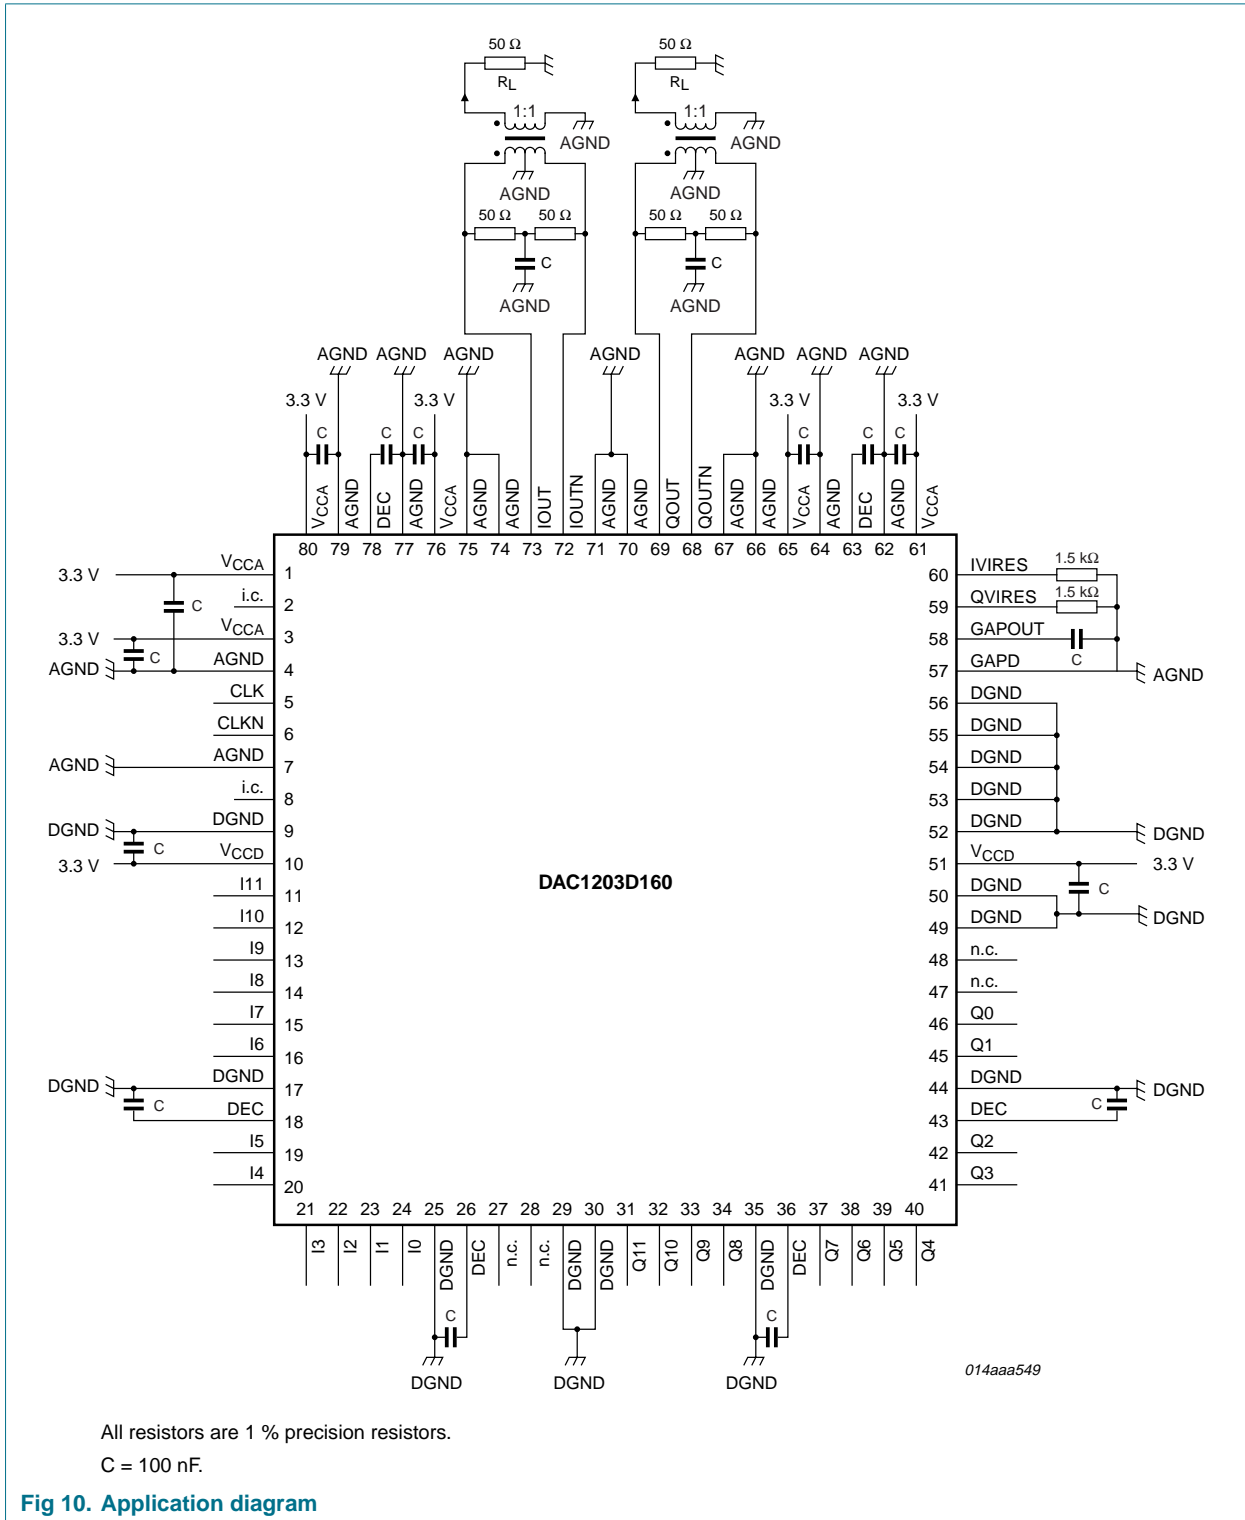 50 Ω 50 Ω
RL RL
1:1 1:1
AGND AGND
AGND AGND
50 Ω 50 Ω 50 Ω 50 Ω
C C
AGND AGND
AGND AGND AGND AGND AGND AGND AGND
3.3 V 3.3 V 3.3 V 3.3 V
C C C C C C
VCCA AGND DEC AGND VCCA AGND AGND IOUT IOUTN AGND AGND QOUT QOUTN AGND AGND VCCA AGND DEC AGND VCCA
80 79 78 77 76 75 74 73 72 71 70 69 68 67 66 65 64 63 62 61
3.3 V VCCA 1
C
i.c. 2
3.3 V VCCA 3
C
AGND AGND 4
CLK 5
CLKN 6
AGND AGND 7
i.c. 8
DGND DGND 9
C
3.3 V VCCD 10
I11 11
I10 12
I9 13
I8 14
I7 15
I6 16
DGND DGND 17
C
DEC 18
I5 19
I4 20
DAC1203D160
60 IVIRES 1.5 kΩ
59 QVIRES 1.5 kΩ
58 GAPOUT
C
57 GAPD AGND
56 DGND
55 DGND
54 DGND
53 DGND
52 DGND DGND
51 VCCD 3.3 V
C
50 DGND
49 DGND DGND
48 n.c.
47 n.c.
46 Q0
45 Q1
44 DGND DGND
C
43 DEC
42 Q2
41 Q3
21 22 23 24 25 26 27 28 29 30 31 32 33 34 35 36 37 38 39 40
I3 I2 I1 I0 DGND DEC n.c. n.c. DGND DGND Q11 Q10 Q9 Q8 DGND DEC Q7 Q6 Q5 Q4
C C
DGND DGND DGND
014aaa549
All resistors are 1 % precision resistors.
C = 100 nF.
Fig 10. Application diagram